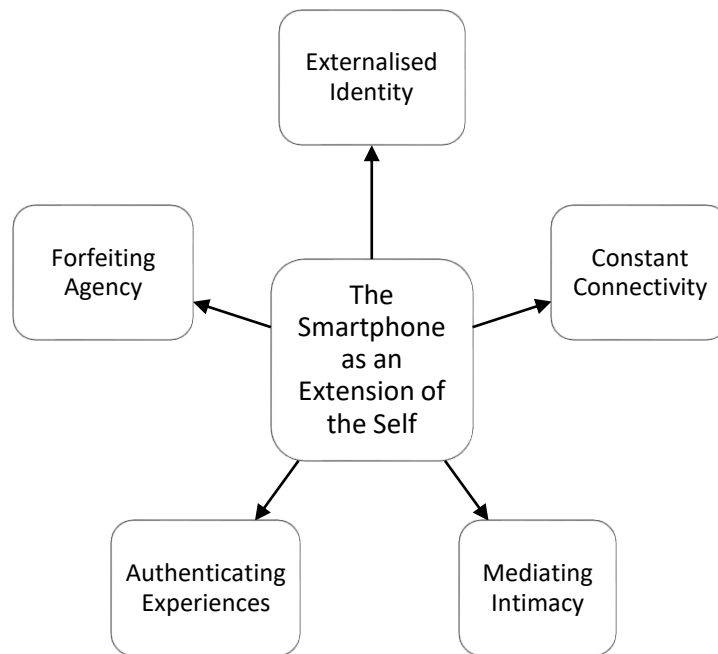 Externalised
Identity
Forfeiting
Agency
Constant
Connectivity
The
Smartphone
as an
Extension of
the Self
Authenticating
Experiences
Mediating
Intimacy